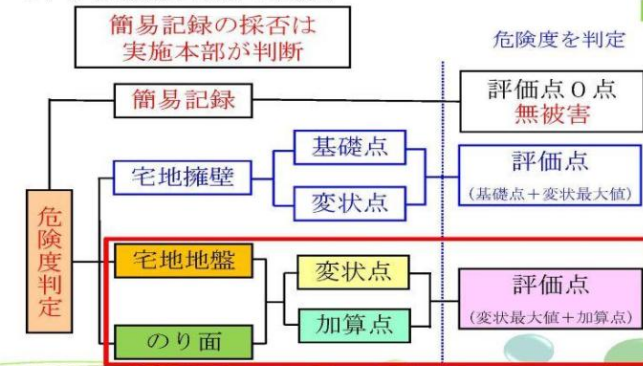 簡易記録の採否は
実施本部が判断
危険度を判定
簡易記録
評価点０点
無被害
危険度判定
宅地擁壁
基礎点
変状点
評価点
(基礎点＋変状最大値)
宅地地盤
のり面
変状点
加算点
評価点
(変状最大値＋加算点)